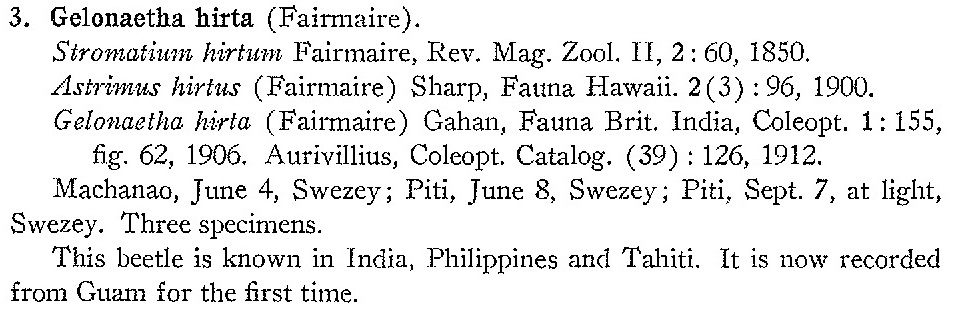 3. Gelonaetha hirta (Fairmaire).
Stromatium hirtum Fairmaire, Rev. Mag. Zool. II, 2: 60, 1850.
Astrimus hirtus (Fairmaire) Sharp, Fauna Hawaii. 2(3): 96, 1900.
Gelonaetha hirta (Fairmaire) Gahan, Fauna Brit. India, Coleopt. 1: 155,
fig. 62, 1906. Aurivillius, Coleopt. Catalog. (39): 126, 1912.
Machanao, June 4, Swezey; Piti, June 8, Swezey; Piti, Sept. 7, at light,
Swezey. Three specimens.
This beetle is known in India, Philippines and Tahiti. It is now recorded
from Guam for the first time.